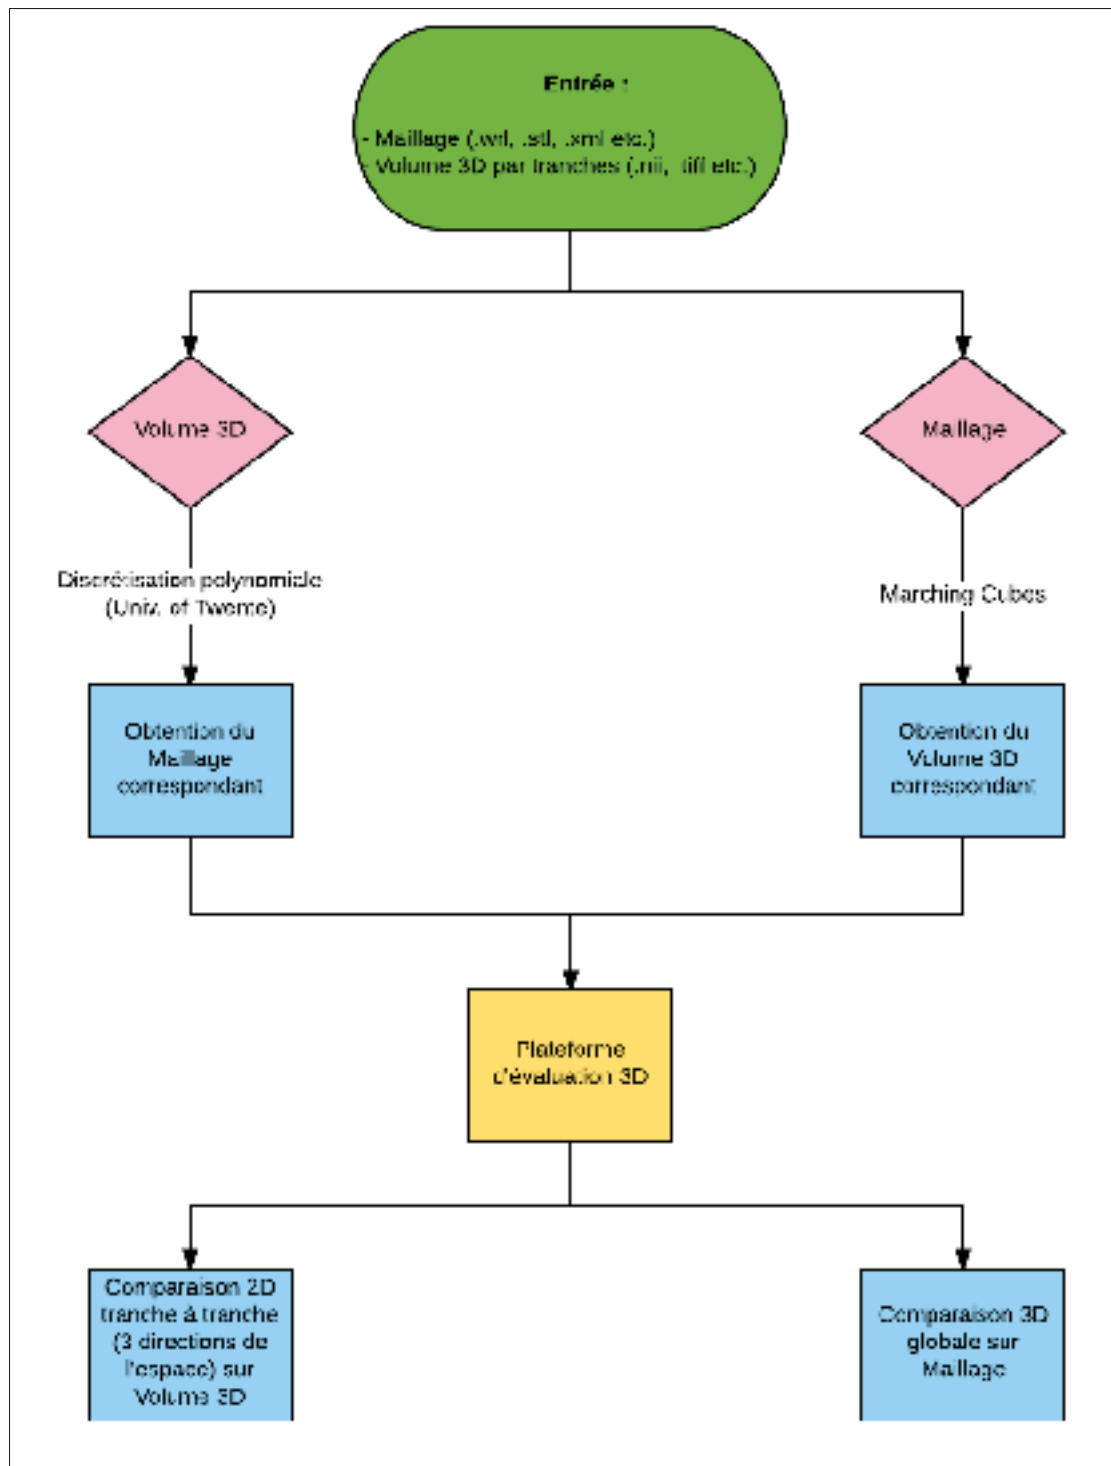 Entrée :
- Maillage (.wrl, .stl, .xml etc.)
- Volume 3D par tranches (.nii, .tiff etc.)
Volume 3D
Maillage
Discrétisation polynomiale
(Univ. of Twente)
Marching Cubes
Obtention du
Maillage
correspondant
Obtention du
Volume 3D
correspondant
Plateforme
d'évaluation 3D
Comparaison 2D
tranche à tranche
(3 directions de
l'espace) sur
Volume 3D
Comparaison 3D
globale sur
Maillage